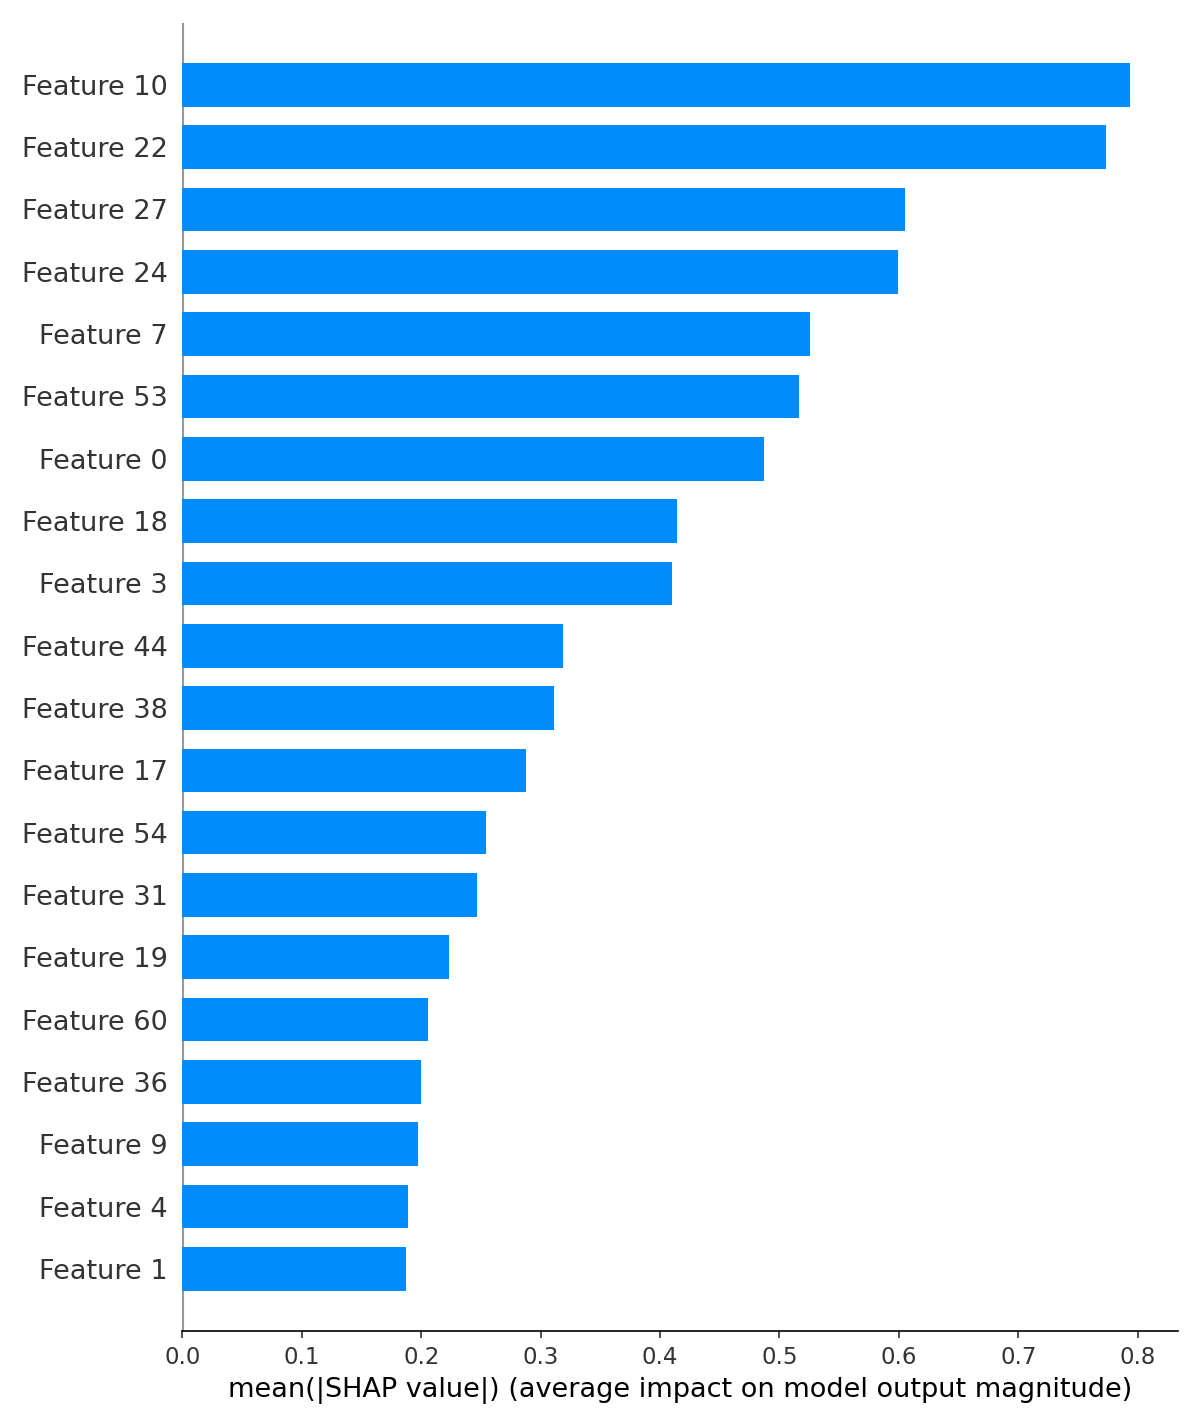 Feature 10
Feature 22
Feature 27
Feature 24
Feature 7
Feature 53
Feature 0
Feature 18
Feature 3
Feature 44
Feature 38
Feature 17
Feature 54
Feature 31
Feature 19
Feature 60
Feature 36
Feature 9
Feature 4
Feature 1
0.0 0.1 0.2 0.3 0.4 0.5 0.6 0.7 0.8
mean(|SHAP value|) (average impact on model output magnitude)